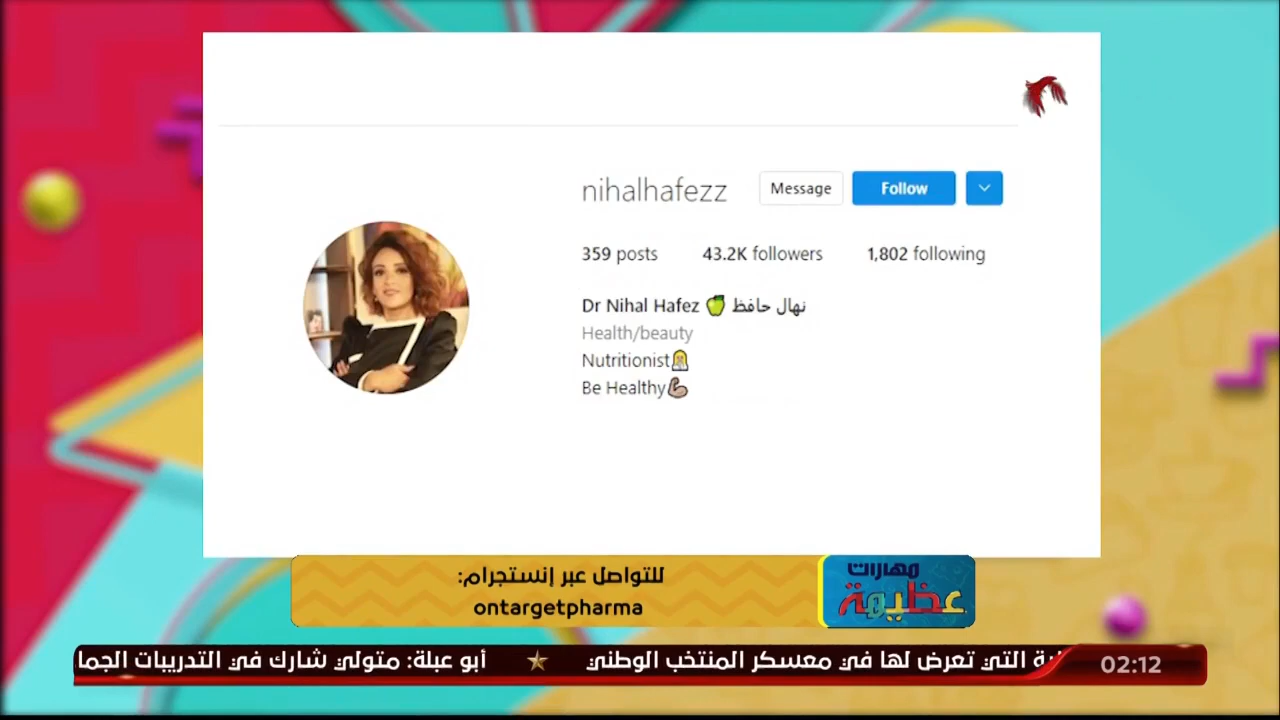 nihalhafezz Message Follow
359 posts 43.2K followers 1,802 following
Dr Nihal Hafez 🍏 نهال حافظ
Health/beauty
Nutritionist👩‍🔬
Be Healthy💪🏼
للتواصل عبر إنستجرام:
ontargetpharma
مهارات
عظيمة
التي تعرض لها في معسكر المنتخب الوطني ★ أبو عبلة: متولي شارك في التدريبات
02:12